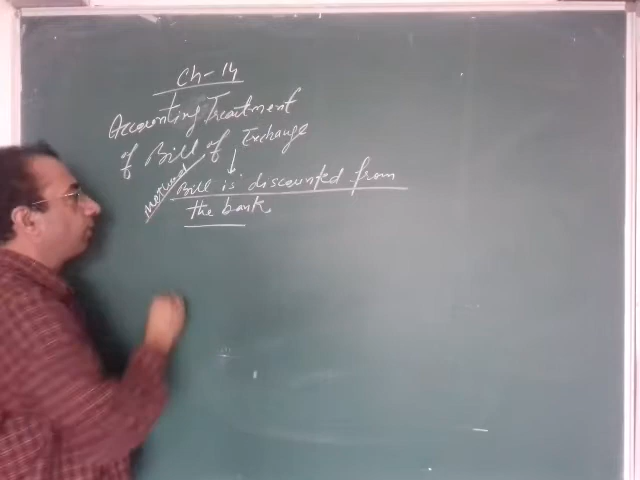 Ch-14
Accounting Treatment
of Bill of Exchange
Bill is discounted from
the bank.